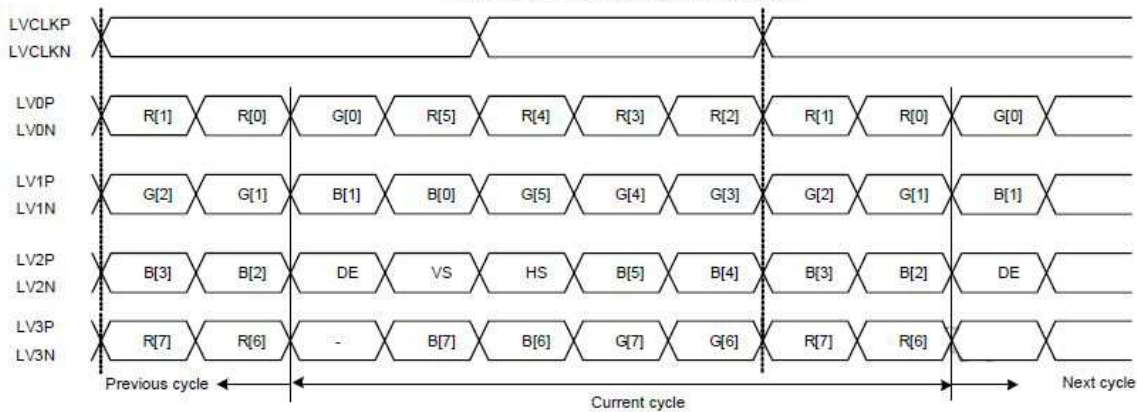 LVCLKP
LVCLKN
LV0P
LV0N
R[1] R[0] G[0] R[5] R[4] R[3] R[2] R[1] R[0] G[0]
LV1P
LV1N
G[2] G[1] B[1] B[0] G[5] G[4] G[3] G[2] G[1] B[1]
LV2P
LV2N
B[3] B[2] DE VS HS B[5] B[4] B[3] B[2] DE
LV3P
LV3N
R[7] R[6] - B[7] B[6] G[7] G[6] R[7] R[6]
Previous cycle Current cycle Next cycle